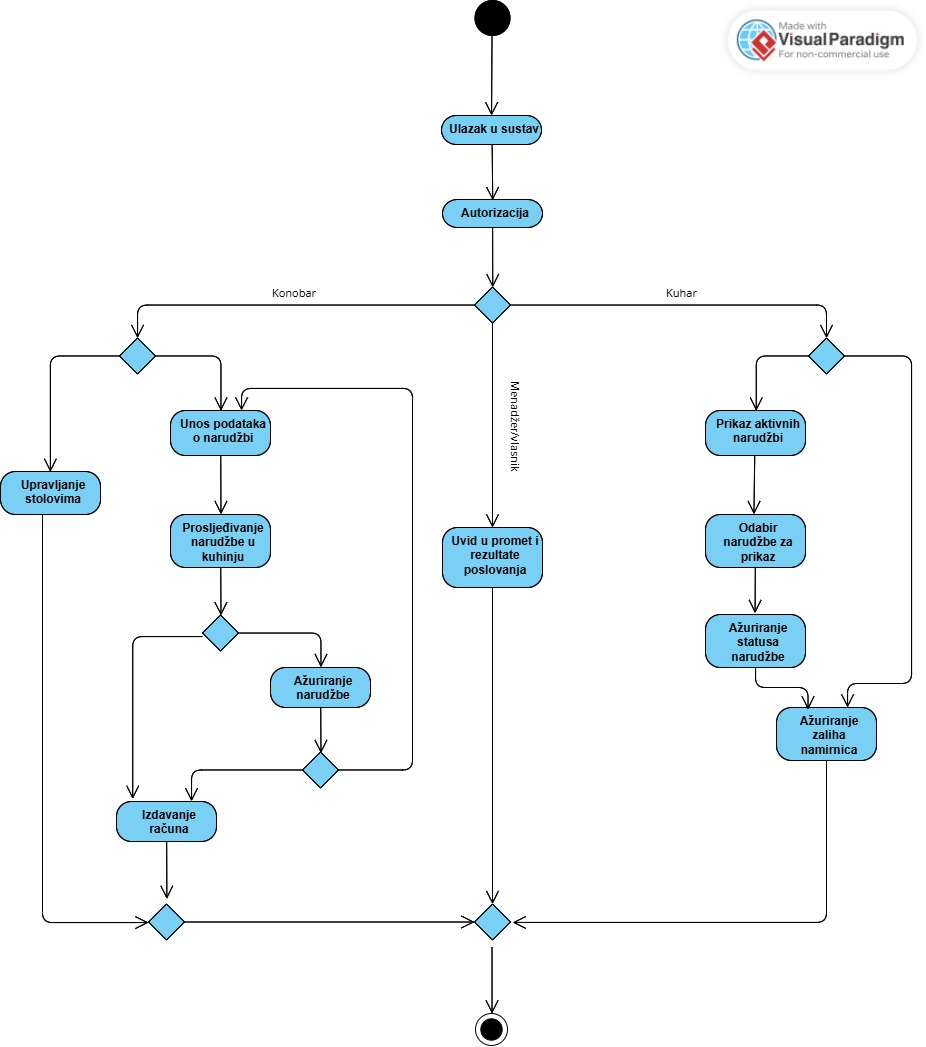 Made with
Visual Paradigm
For non-commercial use
Ulazak u sustav
Autorizacija
Konobar
Kuhar
Menadžer/vlasnik
Unos podataka
o narudžbi
Prikaz aktivnih
narudžbi
Upravljanje
stolovima
Prosljeđivanje
narudžbe u
kuhinju
Uvid u promet i
rezultate
poslovanja
Odabir
narudžbe za
prikaz
Ažuriranje
statusa
narudžbe
Ažuriranje
narudžbe
Ažuriranje
zaliha
namirnica
Izdavanje
računa